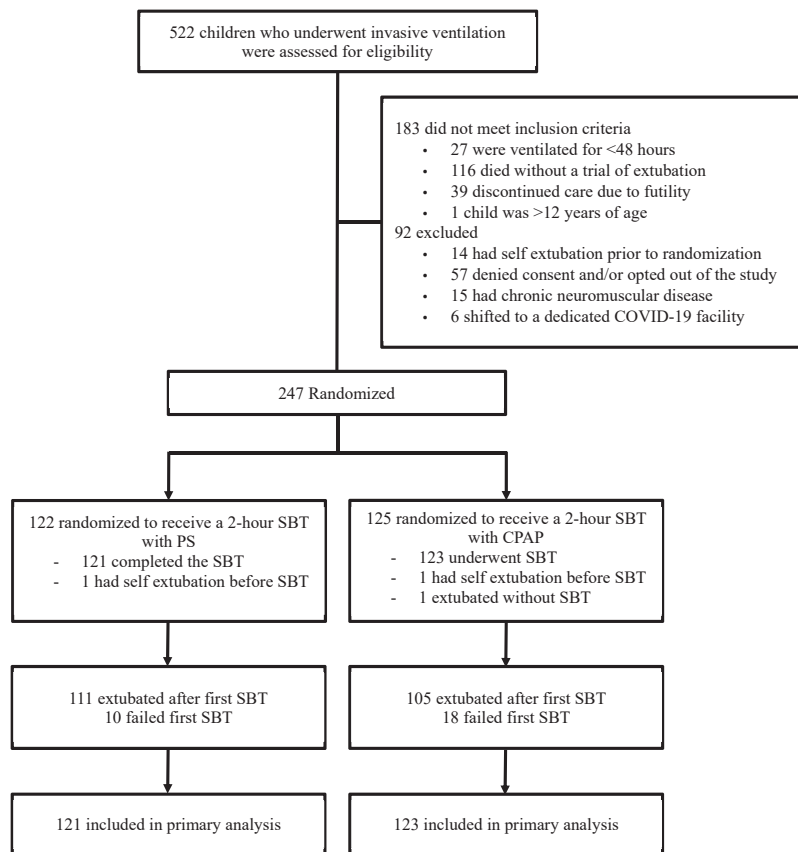 522 children who underwent invasive ventilation
were assessed for eligibility
183 did not meet inclusion criteria
• 27 were ventilated for <48 hours
• 116 died without a trial of extubation
• 39 discontinued care due to futility
• 1 child was >12 years of age
92 excluded
• 14 had self extubation prior to randomization
• 57 denied consent and/or opted out of the study
• 15 had chronic neuromuscular disease
• 6 shifted to a dedicated COVID-19 facility
247 Randomized
122 randomized to receive a 2-hour SBT
with PS
- 121 completed the SBT
- 1 had self extubation before SBT
125 randomized to receive a 2-hour SBT
with CPAP
- 123 underwent SBT
- 1 had self extubation before SBT
- 1 extubated without SBT
111 extubated after first SBT
10 failed first SBT
105 extubated after first SBT
18 failed first SBT
121 included in primary analysis
123 included in primary analysis